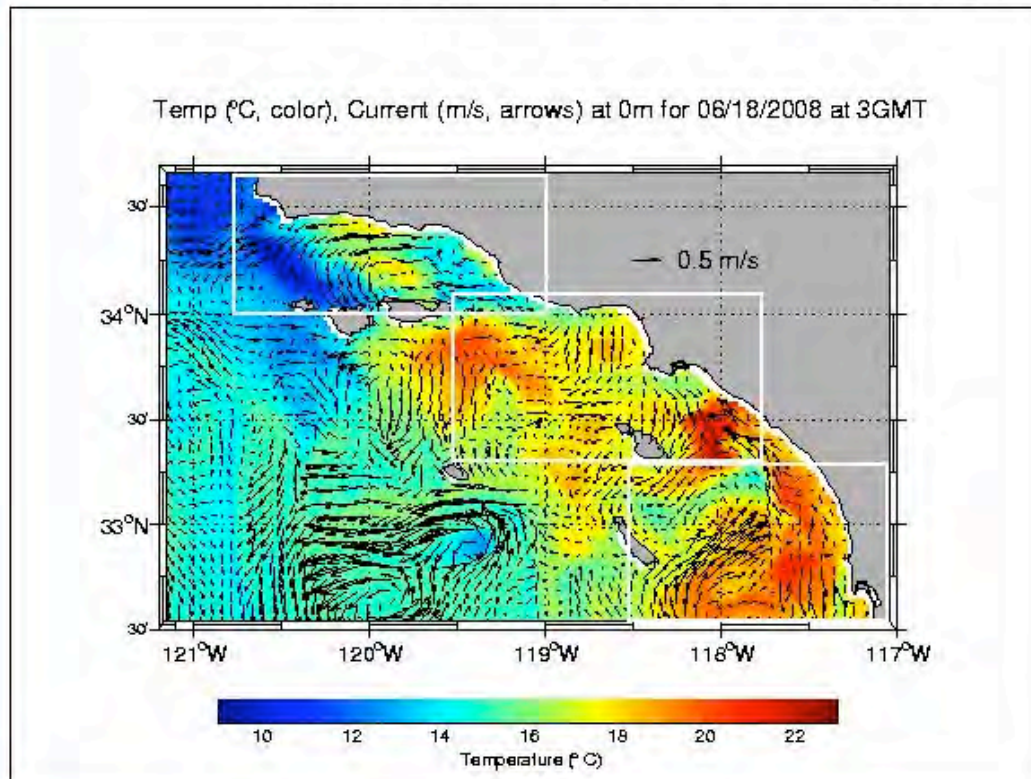 Temp (ºC, color), Current (m/s, arrows) at 0m for 06/18/2008 at 3GMT
30'
0.5 m/s
34°N
30'
33°N
30'
121°W 120°W 119°W 118°W 117°W
10 12 14 16 18 20 22
Temperature (º C)